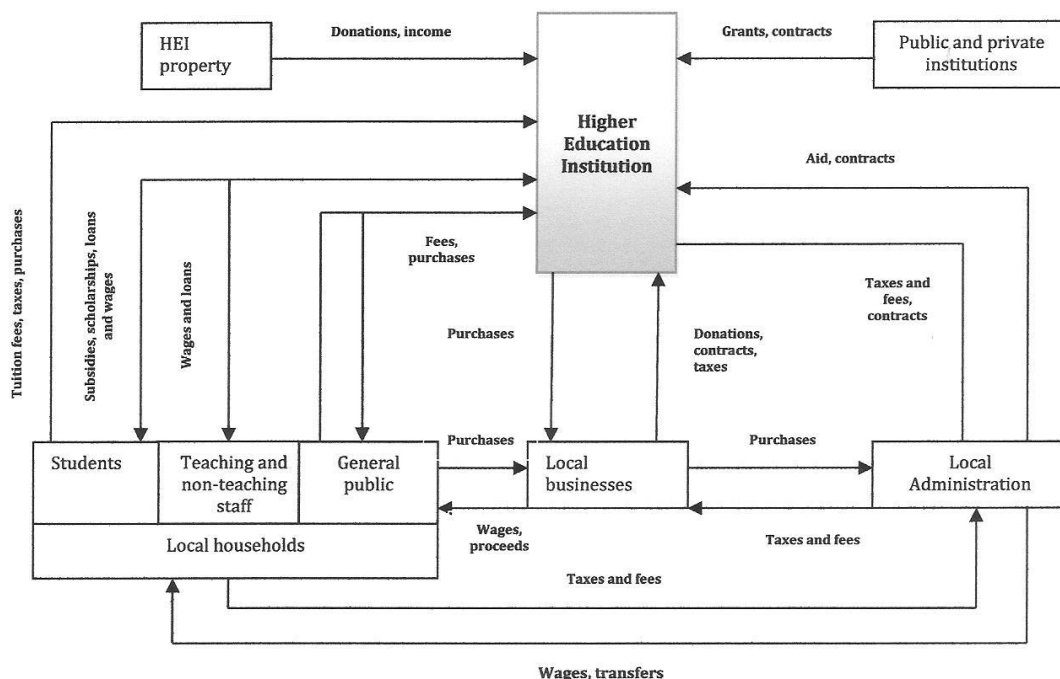 HEI
property
Donations, income
Grants, contracts
Public and private
institutions
Higher
Education
Institution
Aid, contracts
Tuition fees, taxes, purchases
Subsidies, scholarships, loans
and wages
Wages and loans
Fees,
purchases
Purchases
Donations,
contracts,
taxes
Taxes and
fees,
contracts
Students
Teaching and
non-teaching
staff
General
public
Purchases
Local
businesses
Purchases
Local
Administration
Local households
Wages,
proceeds
Taxes and fees
Taxes and fees
Wages, transfers